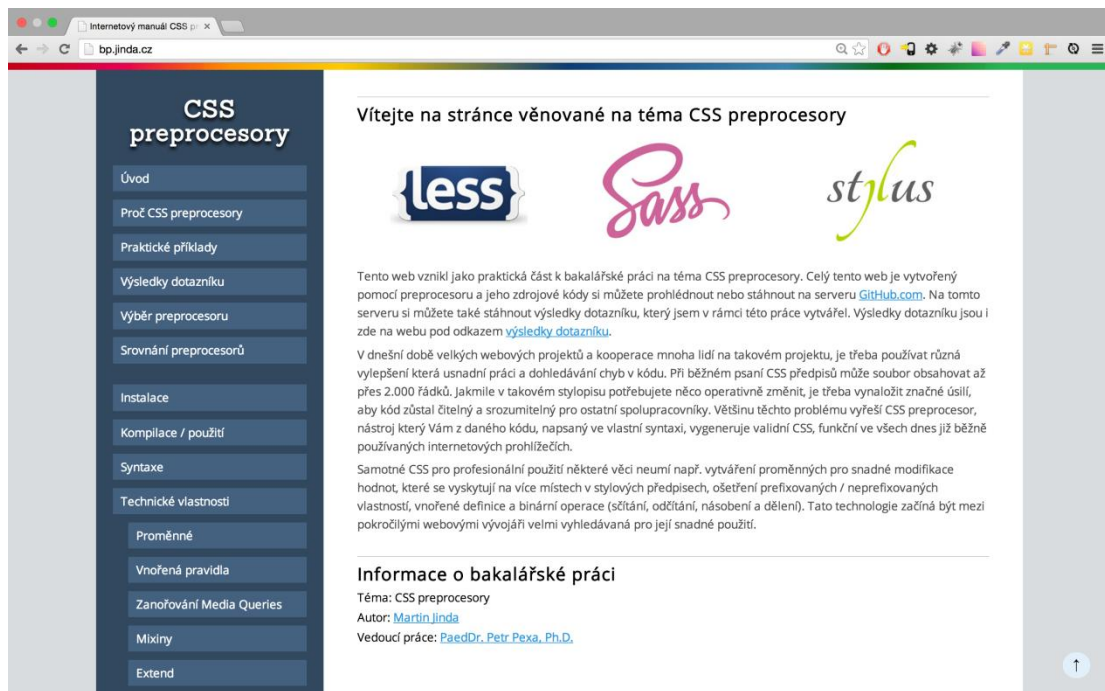 Internetový manuál CSS pr
bp.jinda.cz
CSS
preprocesory
Úvod
Proč CSS preprocesory
Praktické příklady
Výsledky dotazníku
Výběr preprocesoru
Srovnání preprocesorů
Instalace
Kompilace / použití
Syntaxe
Technické vlastnosti
Proměnné
Vnořená pravidla
Zanořování Media Queries
Mixiny
Extend
Vítejte na stránce věnované na téma CSS preprocesory
{less}
Sass
stylus
Tento web vznikl jako praktická část k bakalářské práci na téma CSS preprocesory. Celý tento web je vytvořený
pomocí preprocesoru a jeho zdrojové kódy si můžete prohlédnout nebo stáhnout na serveru GitHub.com. Na tomto
serveru si můžete také stáhnout výsledky dotazníku, který jsem v rámci této práce vytvářel. Výsledky dotazníku jsou i
zde na webu pod odkazem výsledky dotazníku.
V dnešní době velkých webových projektů a kooperace mnoha lidí na takovém projektu, je třeba používat různá
vylepšení která usnadní práci a dohledávání chyb v kódu. Při běžném psaní CSS předpisů může soubor obsahovat až
přes 2.000 řádků. Jakmile v takovém stylopisu potřebujete něco operativně změnit, je třeba vynaložit značné úsilí,
aby kód zůstal čitelný a srozumitelný pro ostatní spolupracovníky. Většinu těchto problému vyřeší CSS preprocesor,
nástroj který Vám z daného kódu, napsaný ve vlastní syntaxi, vygeneruje validní CSS, funkční ve všech dnes již běžně
používaných internetových prohlížečích.
Samotné CSS pro profesionální použití některé věci neumí např. vytváření proměnných pro snadné modifikace
hodnot, které se vyskytují na více místech v stylových předpisech, ošetření prefixovaných / neprefixovaných
vlastností, vnořené definice a binární operace (sčítání, odčítání, násobení a dělení). Tato technologie začíná být mezi
pokročilými webovými vývojáři velmi vyhledávaná pro její snadné použití.
Informace o bakalářské práci
Téma: CSS preprocesory
Autor: Martin Jinda
Vedoucí práce: PaedDr. Petr Pexa, Ph.D.